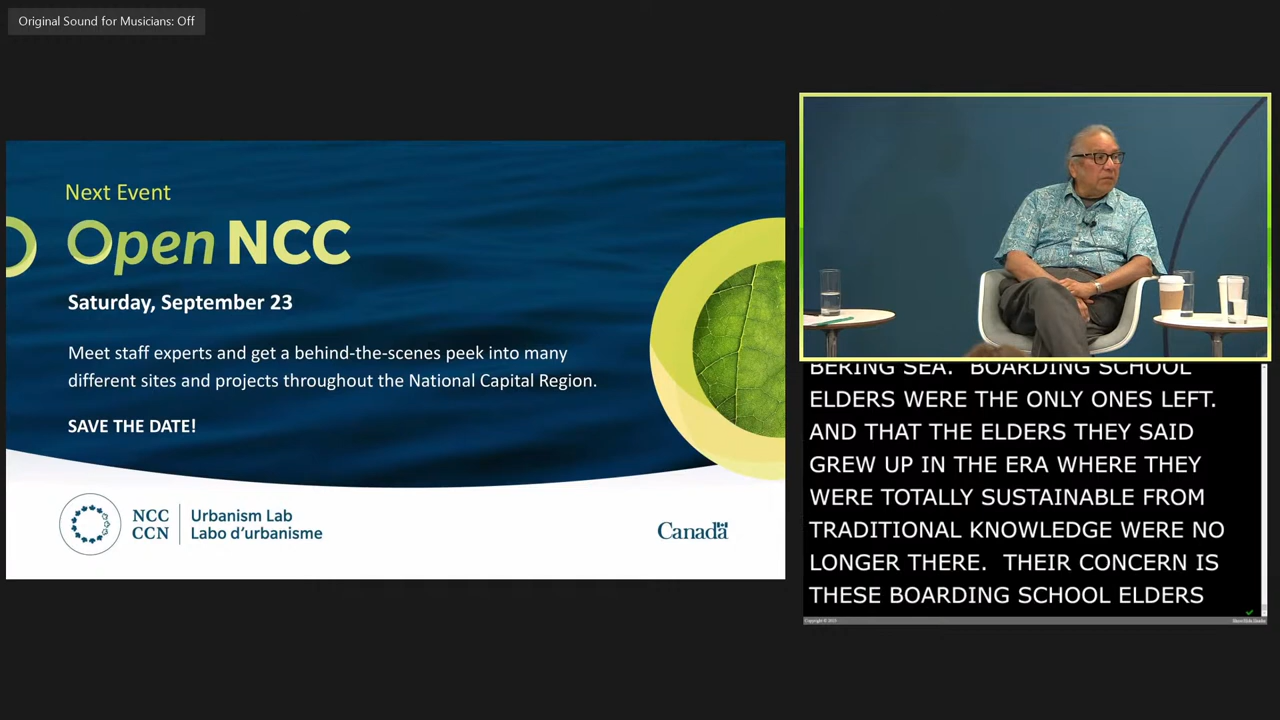 Original Sound for Musicians: Off
Next Event
Open NCC
Saturday, September 23
Meet staff experts and get a behind-the-scenes peek into many
different sites and projects throughout the National Capital Region.
SAVE THE DATE!
NCC
CCN
Urbanism Lab
Labo d'urbanisme
Canada
BERING SEA.  BOARDING SCHOOL
ELDERS WERE THE ONLY ONES LEFT.
AND THAT THE ELDERS THEY SAID
GREW UP IN THE ERA WHERE THEY
WERE TOTALLY SUSTAINABLE FROM
TRADITIONAL KNOWLEDGE WERE NO
LONGER THERE.  THEIR CONCERN IS
THESE BOARDING SCHOOL ELDERS
Copyright © 2023